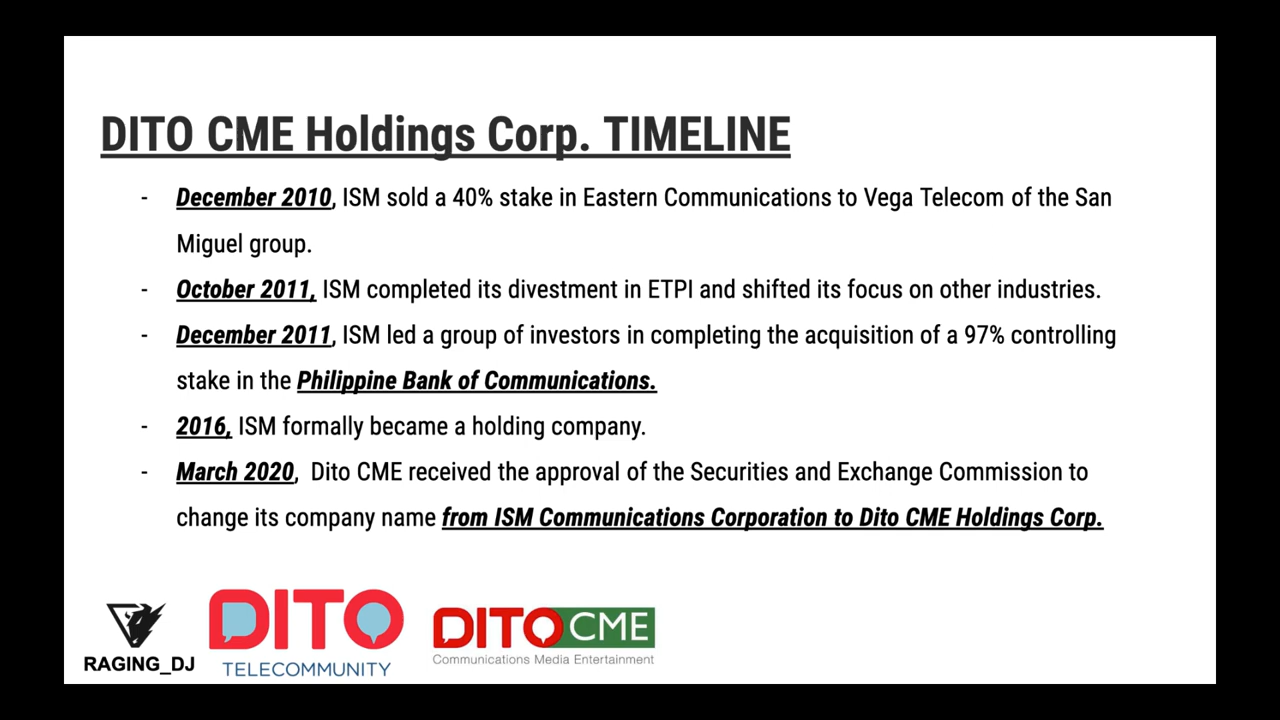 DITO CME Holdings Corp. TIMELINE
- December 2010, ISM sold a 40% stake in Eastern Communications to Vega Telecom of the San
Miguel group.
- October 2011, ISM completed its divestment in ETPI and shifted its focus on other industries.
- December 2011, ISM led a group of investors in completing the acquisition of a 97% controlling
stake in the Philippine Bank of Communications.
- 2016, ISM formally became a holding company.
- March 2020, Dito CME received the approval of the Securities and Exchange Commission to
change its company name from ISM Communications Corporation to Dito CME Holdings Corp.
RAGING_DJ
DITO
TELECOMMUNITY
DITO CME
Communications Media Entertainment